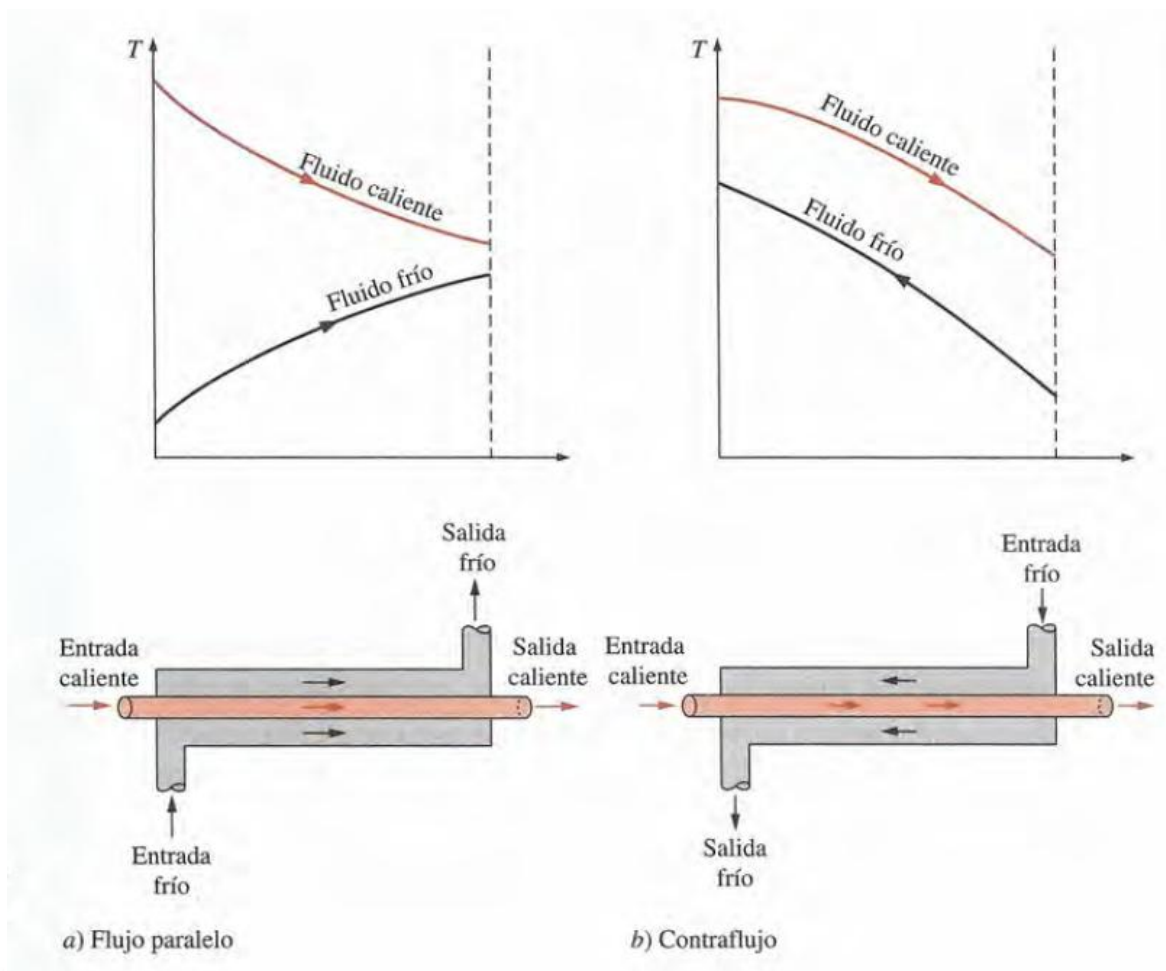 T
Fluido caliente
Fluido frío
T
Fluido caliente
Fluido frío
Salida
frío
Entrada
caliente
Salida
caliente
Entrada
frío
Entrada
frío
Entrada
caliente
Salida
caliente
Salida
frío
a) Flujo paralelo
b) Contraflujo